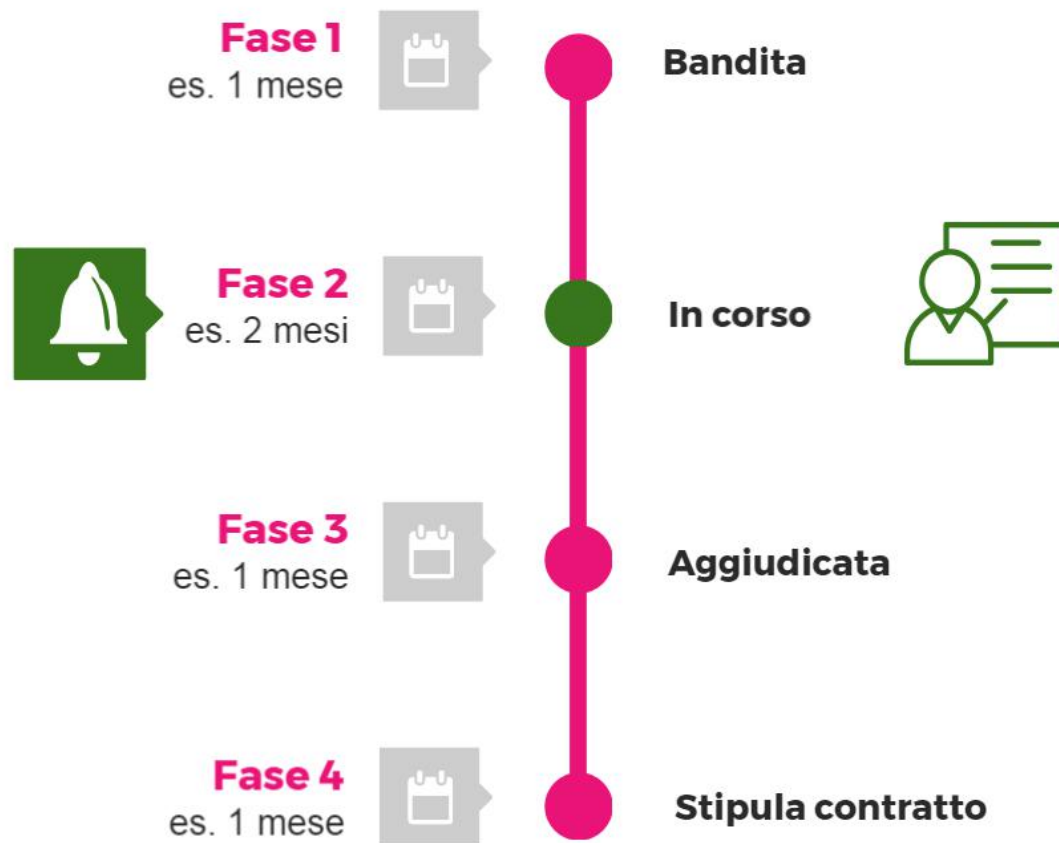 Fase 1
es. 1 mese
Bandita
Fase 2
es. 2 mesi
In corso
Fase 3
es. 1 mese
Aggiudicata
Fase 4
es. 1 mese
Stipula contratto